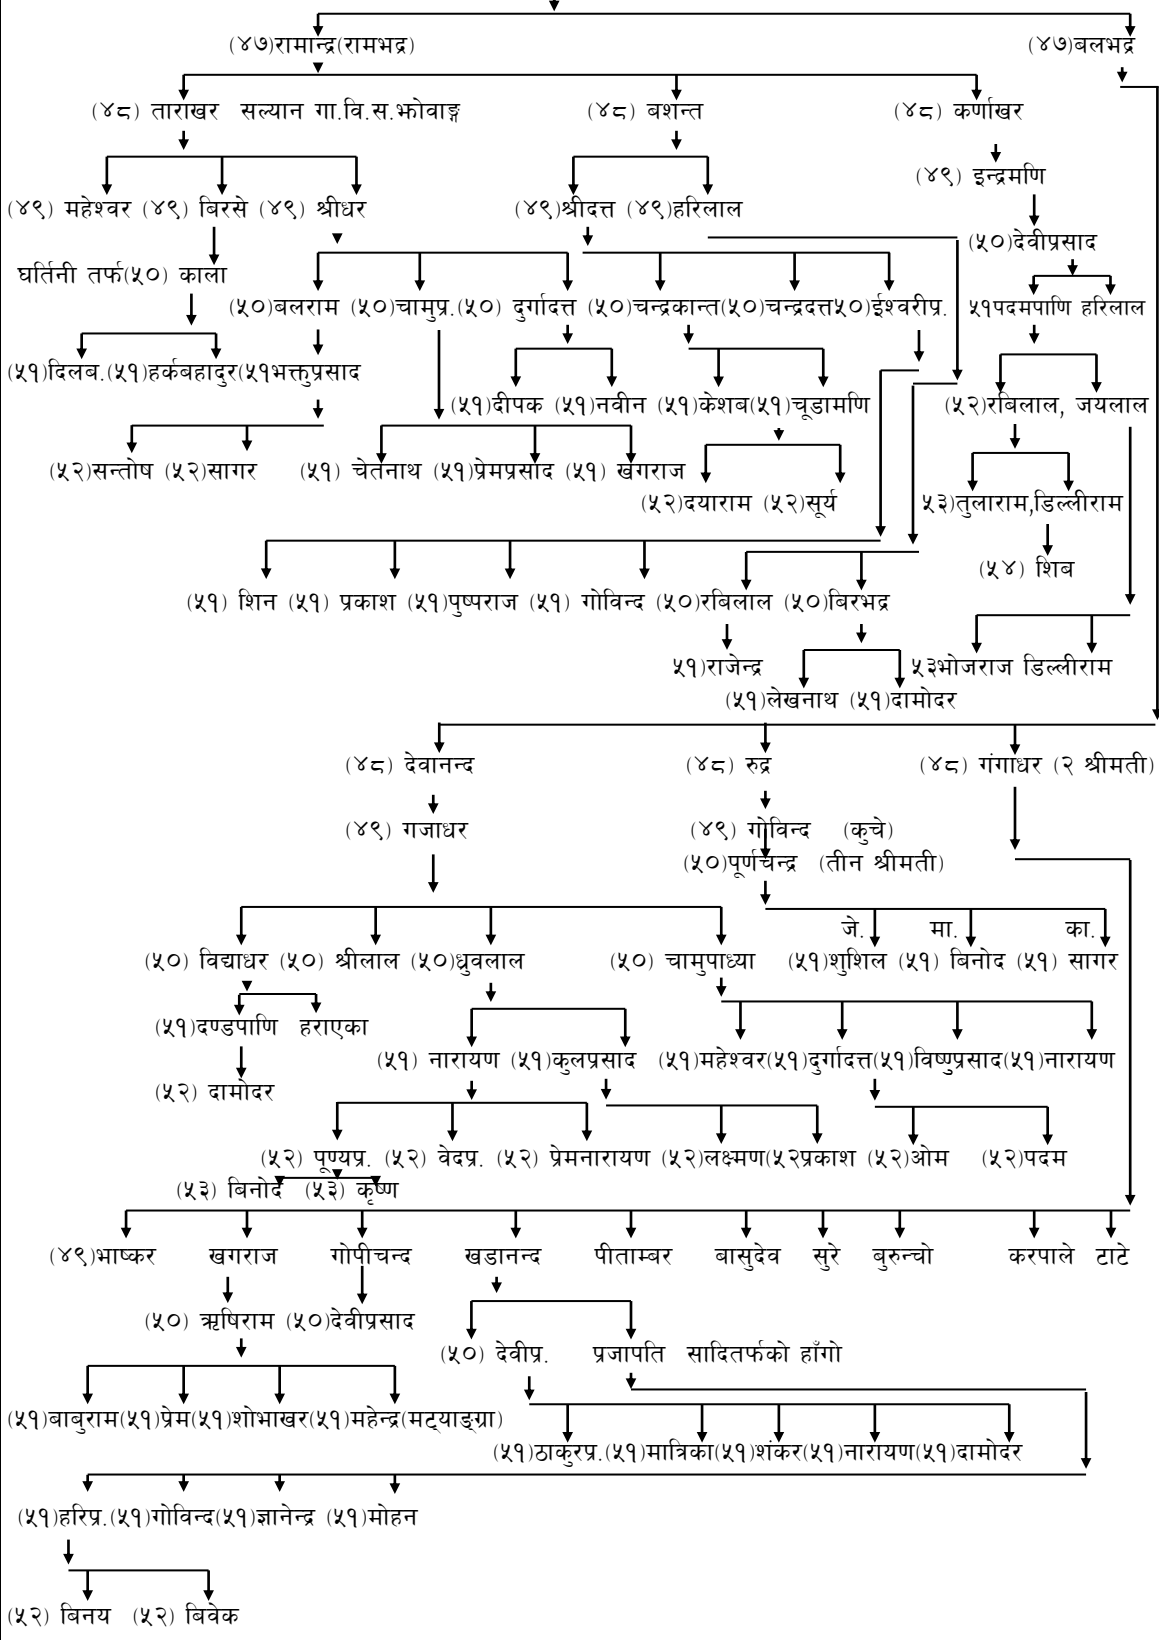 (४७)रामान्द्र(रामभद्र) (४७)बलभद्र
(४८) ताराखर सल्यान गा.वि.स.झोवाङ्ग (४८) बशन्त (४८) कर्णाखर
(४९) इन्द्रमणि
(४९) महेश्वर (४९) बिरसे (४९) श्रीधर (४९)श्रीदत्त (४९)हरिलाल
(५०)देवीप्रसाद
घर्तिनी तर्फ(५०) काला
(५०)बलराम (५०)चामुप्र.(५०) दुर्गादत्त (५०)चन्द्रकान्त(५०)चन्द्रदत्त५०)ईश्वरीप्र. ५१पदमपाणि हरिलाल
(५१)दिलब.(५१)हर्कबहादुर(५१भक्तुप्रसाद
(५१)दीपक (५१)नवीन (५१)केशब(५१)चूडामणि (५२)रबिलाल, जयलाल
(५२)सन्तोष (५२)सागर (५१) चेतनाथ (५१)प्रेमप्रसाद (५१) खगराज
(५२)दयाराम (५२)सूर्य ५३)तुलाराम,डिल्लीराम
(५४) शिब
(५१) शिन (५१) प्रकाश (५१)पुष्पराज (५१) गोविन्द (५०)रबिलाल (५०)बिरभद्र
५१)राजेन्द्र ५३भोजराज डिल्लीराम
(५१)लेखनाथ (५१)दामोदर
(४८) देवानन्द (४८) रुद्र (४८) गंगाधर (२ श्रीमती)
(४९) गजाधर (४९) गोविन्द (कुचे)
(५०)पूर्णचन्द्र (तीन श्रीमती)
जे. मा. का.
(५०) विद्याधर (५०) श्रीलाल (५०)ध्रुवलाल (५०) चामुपाध्या (५१)शुशिल (५१) बिनोद (५१) सागर
(५१)दण्डपाणि हराएका
(५१) नारायण (५१)कुलप्रसाद (५१)महेश्वर(५१)दुर्गादत्त(५१)विष्णुप्रसाद(५१)नारायण
(५२) दामोदर
(५२) पूण्यप्र. (५२) वेदप्र. (५२) प्रेमनारायण (५२)लक्ष्मण(५२प्रकाश (५२)ओम (५२)पदम
(५३) बिनोद (५३) कृष्ण
(४९)भाष्कर खगराज गोपीचन्द खडानन्द पीताम्बर बासुदेव सुरे बुरुन्चो करपाले टाटे
(५०) ऋषिराम (५०)देवीप्रसाद
(५०) देवीप्र. प्रजापति सादितर्फको हाँगो
(५१)बाबुराम(५१)प्रेम(५१)शोभाखर(५१)महेन्द्र(मट्याङ्ग्रा)
(५१)ठाकुरप्र.(५१)मात्रिका(५१)शंकर(५१)नारायण(५१)दामोदर
(५१)हरिप्र.(५१)गोविन्द(५१)ज्ञानेन्द्र (५१)मोहन
(५२) बिनय (५२) बिवेक